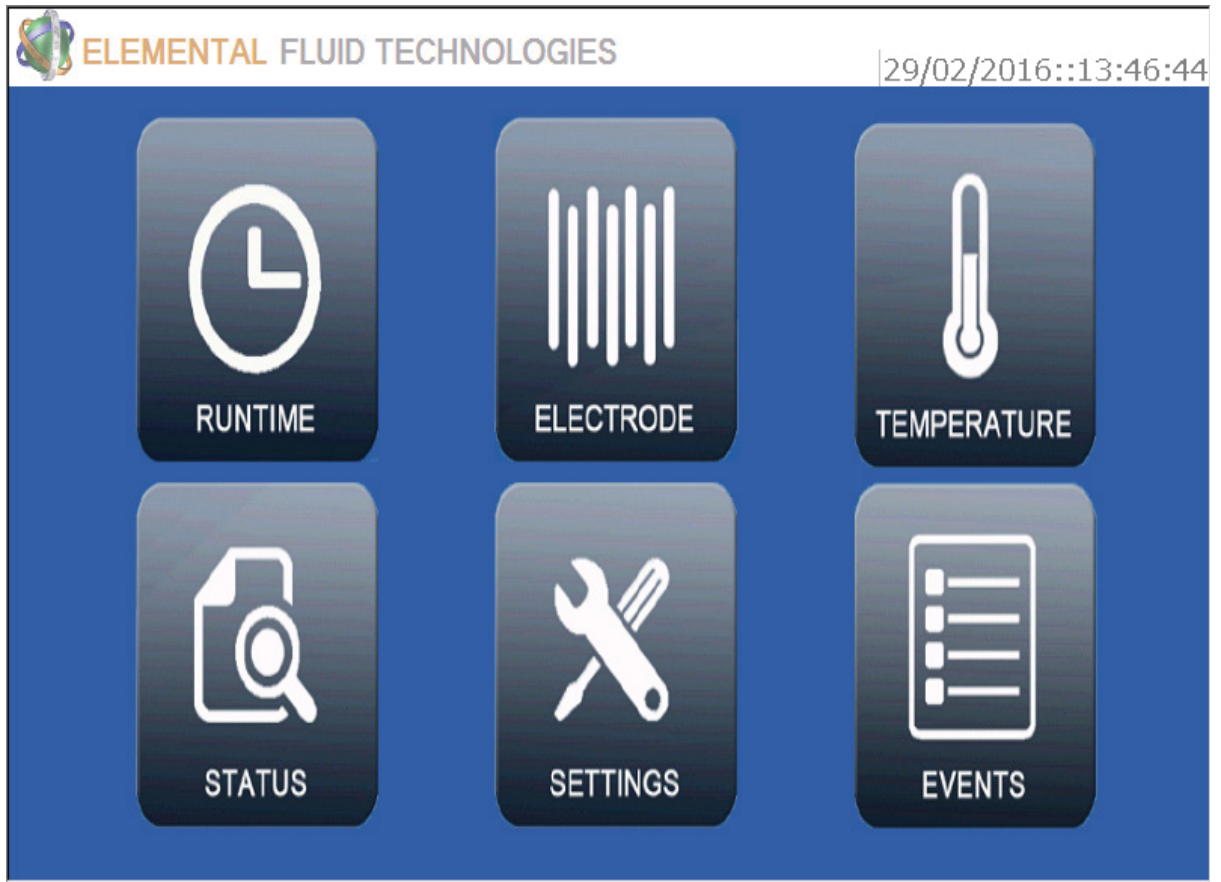 ELEMENTAL FLUID TECHNOLOGIES
29/02/2016::13:46:44
RUNTIME
ELECTRODE
TEMPERATURE
STATUS
SETTINGS
EVENTS